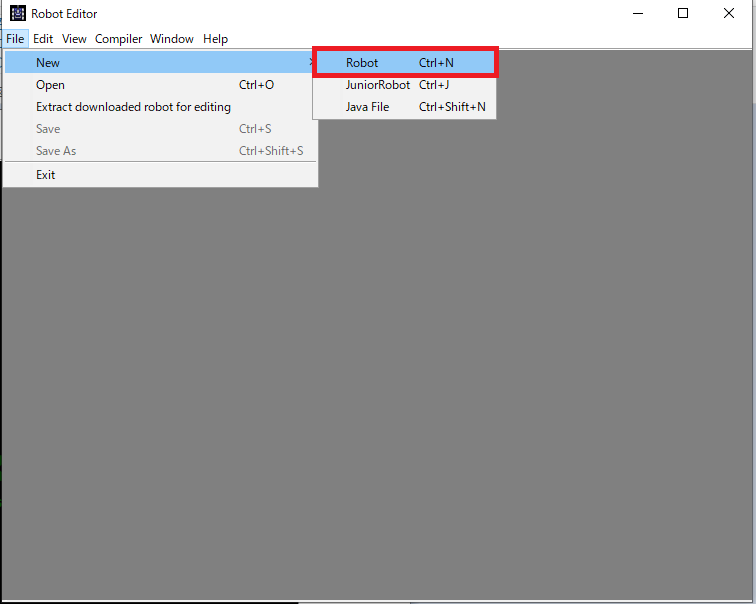 Robot Editor
File Edit View Compiler Window Help
New
Robot Ctrl+N
Open Ctrl+O
JuniorRobot Ctrl+J
Extract downloaded robot for editing
Java File Ctrl+Shift+N
Save Ctrl+S
Save As Ctrl+Shift+S
Exit